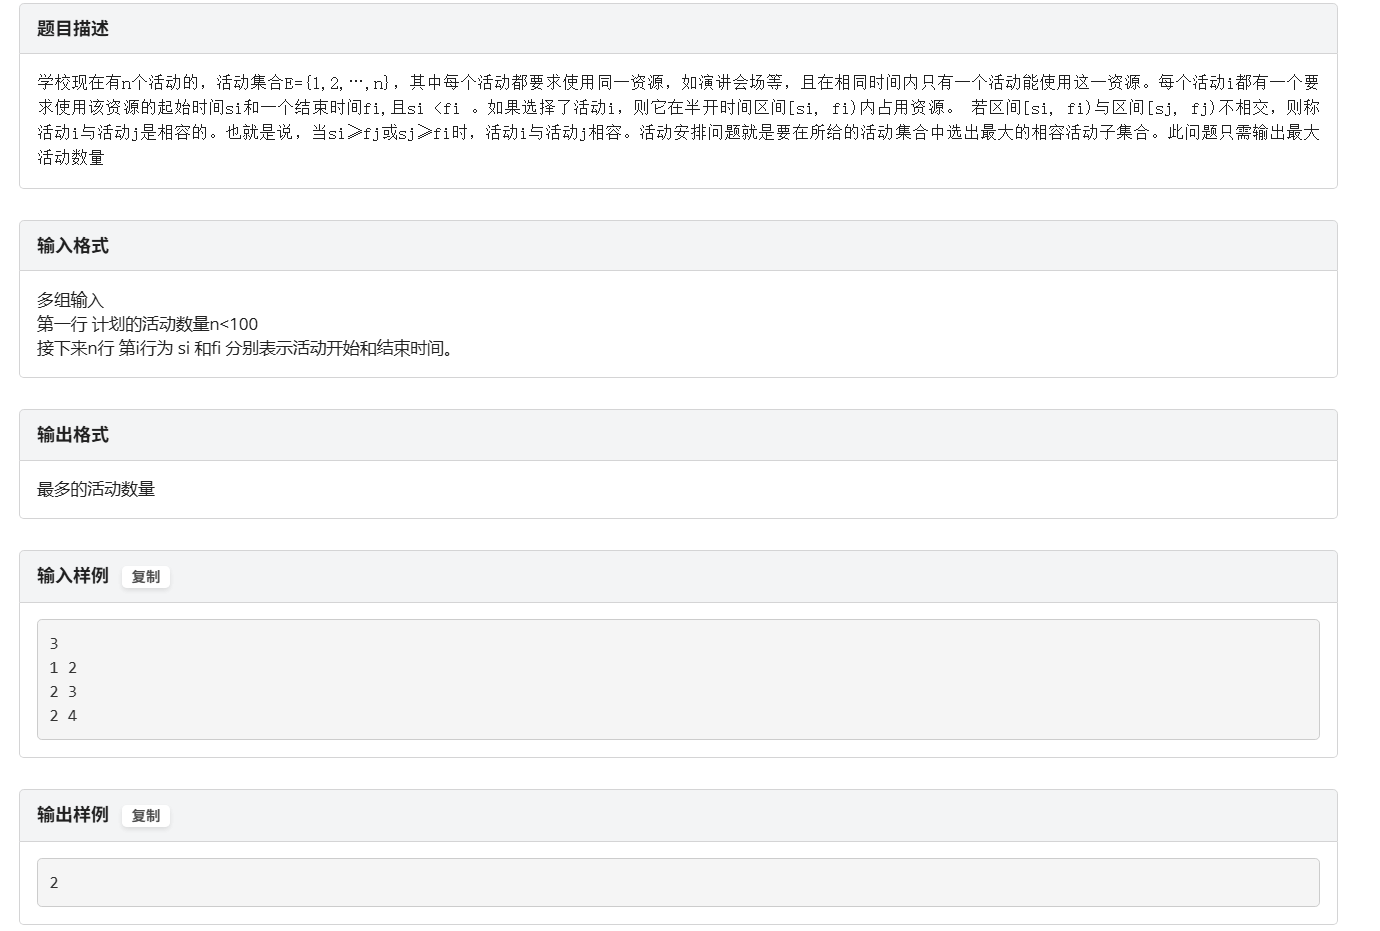 题目描述
学校现在有n个活动的，活动集合E={1,2,…,n}，其中每个活动都要求使用同一资源，如演讲会场等，且在相同时间内只有一个活动能使用这一资源。每个活动i都有一个要
求使用该资源的起始时间si和一个结束时间fi,且si <fi 。如果选择了活动i，则它在半开时间区间[si, fi)内占用资源。 若区间[si, fi)与区间[sj, fj)不相交，则称
活动i与活动j是相容的。也就是说，当si≥fj或sj≥fi时，活动i与活动j相容。活动安排问题就是要在所给的活动集合中选出最大的相容活动子集合。此问题只需输出最大
活动数量
输入格式
多组输入
第一行 计划的活动数量n<100
接下来n行 第i行为 si 和fi 分别表示活动开始和结束时间。
输出格式
最多的活动数量
输入样例 复制
3
1 2
2 3
2 4
输出样例 复制
2